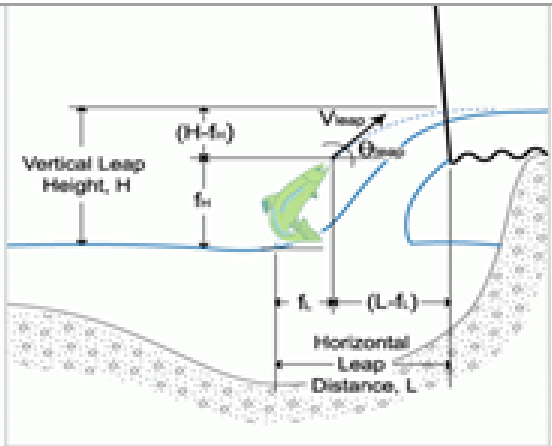 Vleap
(H-fH)
θleap
Vertical Leap
Height, H
fH
fL
(L-fL)
Horizontal
Leap
Distance, L